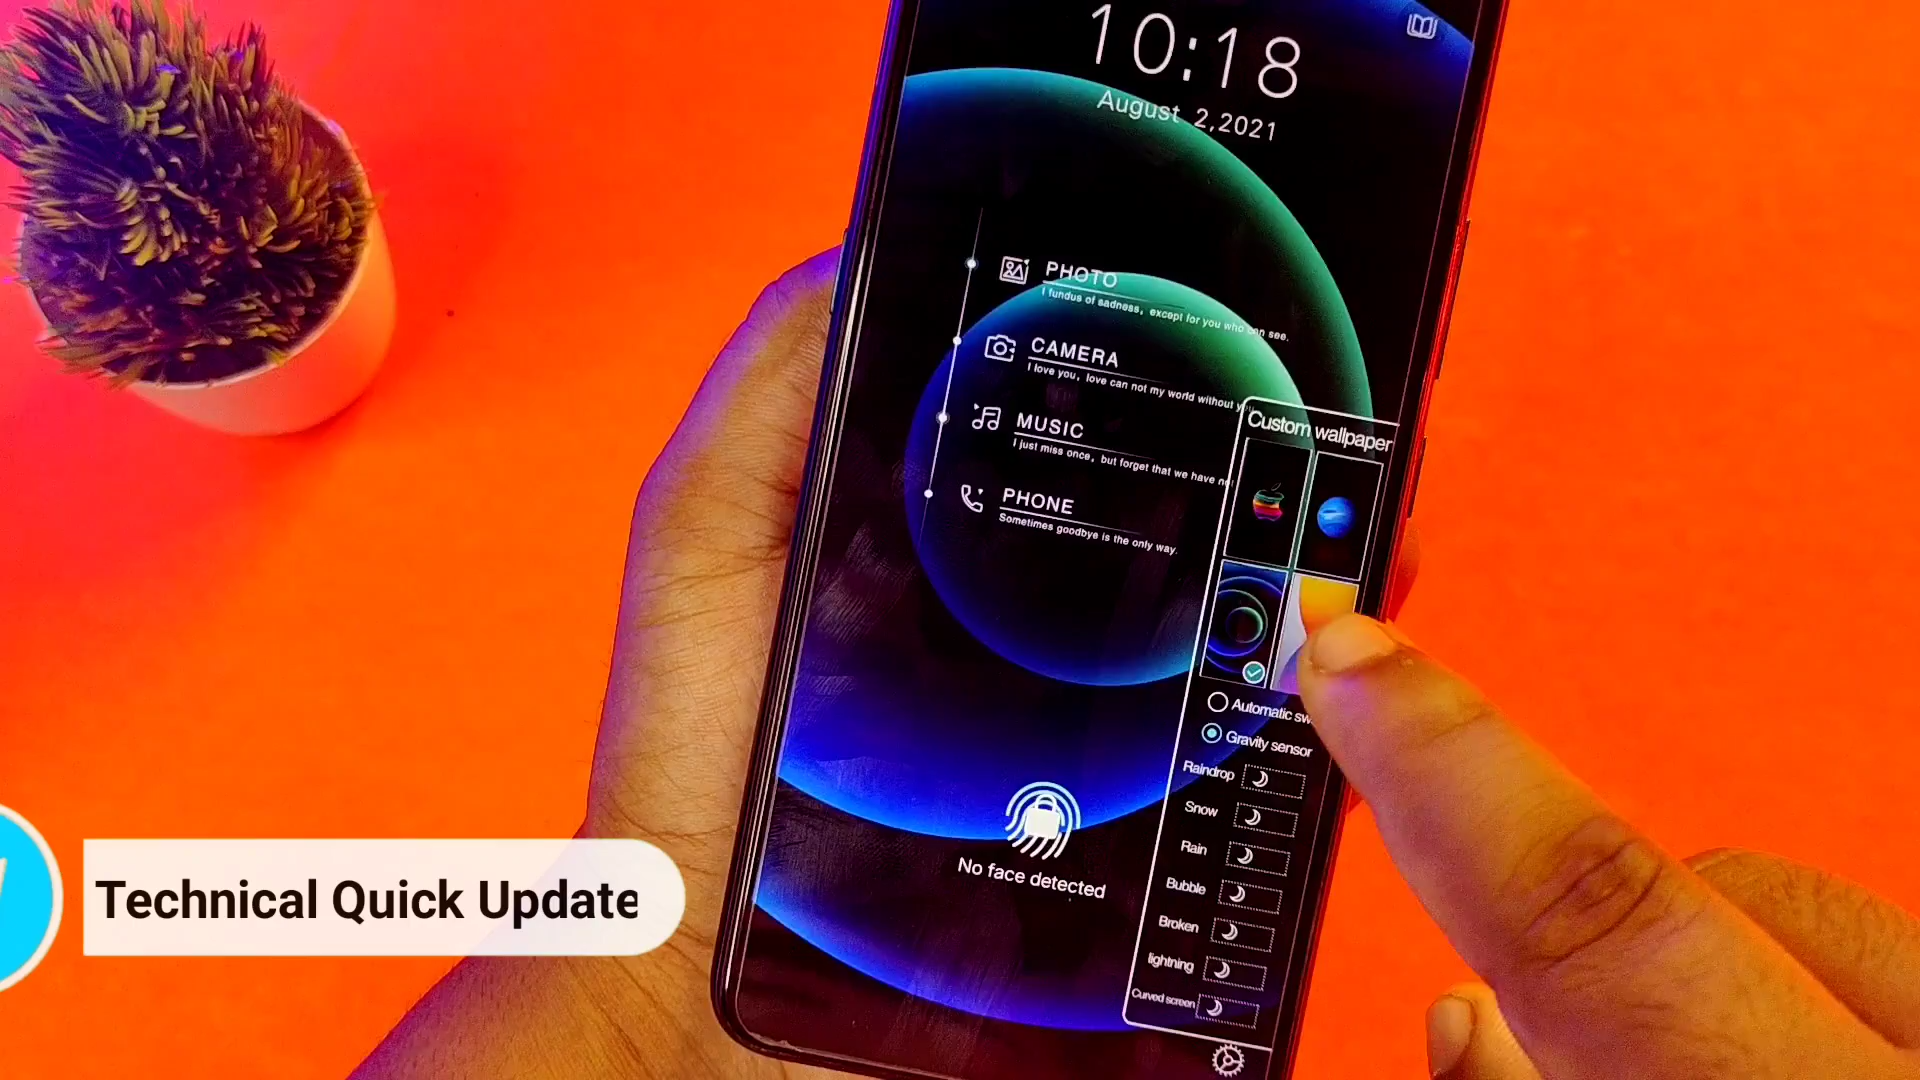 10:18
August 2,2021
PHOTO
I fundus of sadness, except for you who can see.
CAMERA
I love you, love can not my world without
MUSIC
I just miss once, but forget that we have
PHONE
Sometimes goodbye is the only way.
Custom wallpaper
Automatic
Gravity sensor
Raindrop
Snow
Rain
Bubble
Broken
lightning
Curved screen
No face detected
Technical Quick Update